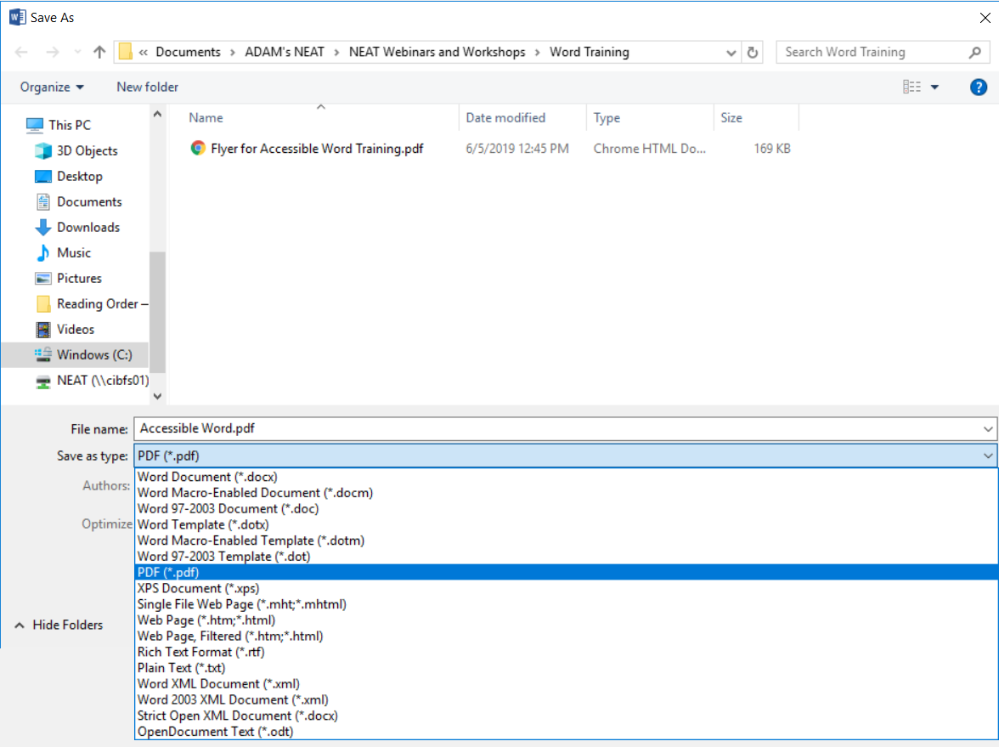 Save As
« Documents › ADAM's NEAT › NEAT Webinars and Workshops › Word Training
Search Word Training
Organize
New folder
?
Name
Date modified
Type
Size
Flyer for Accessible Word Training.pdf
6/5/2019 12:45 PM
Chrome HTML Do...
169 KB
This PC
3D Objects
Desktop
Documents
Downloads
Music
Pictures
Reading Order –
Videos
Windows (C:)
NEAT (\\cibfs01)
File name: Accessible Word.pdf
Save as type: PDF (*.pdf)
Authors:
Optimize
Word Document (*.docx)
Word Macro-Enabled Document (*.docm)
Word 97-2003 Document (*.doc)
Word Template (*.dotx)
Word Macro-Enabled Template (*.dotm)
Word 97-2003 Template (*.dot)
PDF (*.pdf)
XPS Document (*.xps)
Single File Web Page (*.mht;*.mhtml)
Web Page (*.htm;*.html)
Web Page, Filtered (*.htm;*.html)
Rich Text Format (*.rtf)
Plain Text (*.txt)
Word XML Document (*.xml)
Word 2003 XML Document (*.xml)
Strict Open XML Document (*.docx)
OpenDocument Text (*.odt)
Hide Folders